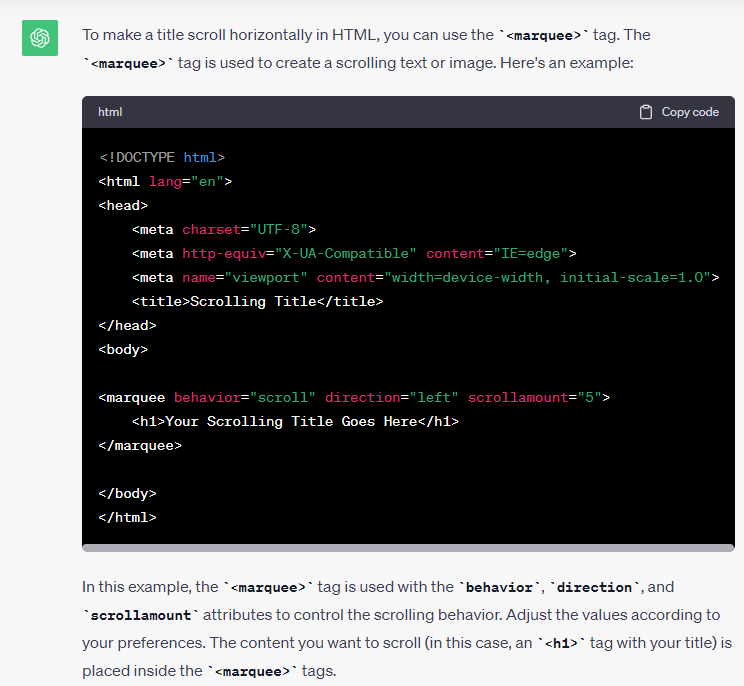 To make a title scroll horizontally in HTML, you can use the `<marquee>` tag. The
`<marquee>` tag is used to create a scrolling text or image. Here's an example:
html
Copy code
<!DOCTYPE html>
<html lang="en">
<head>
    <meta charset="UTF-8">
    <meta http-equiv="X-UA-Compatible" content="IE=edge">
    <meta name="viewport" content="width=device-width, initial-scale=1.0">
    <title>Scrolling Title</title>
</head>
<body>

<marquee behavior="scroll" direction="left" scrollamount="5">
    <h1>Your Scrolling Title Goes Here</h1>
</marquee>

</body>
</html>
In this example, the `<marquee>` tag is used with the `behavior`, `direction`, and
`scrollamount` attributes to control the scrolling behavior. Adjust the values according to
your preferences. The content you want to scroll (in this case, an `<h1>` tag with your title) is
placed inside the `<marquee>` tags.